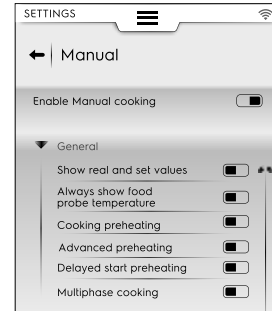 SETTINGS
Manual
Enable Manual cooking
General
Show real and set values
Always show food
probe temperature
Cooking preheating
Advanced preheating
Delayed start preheating
Multiphase cooking